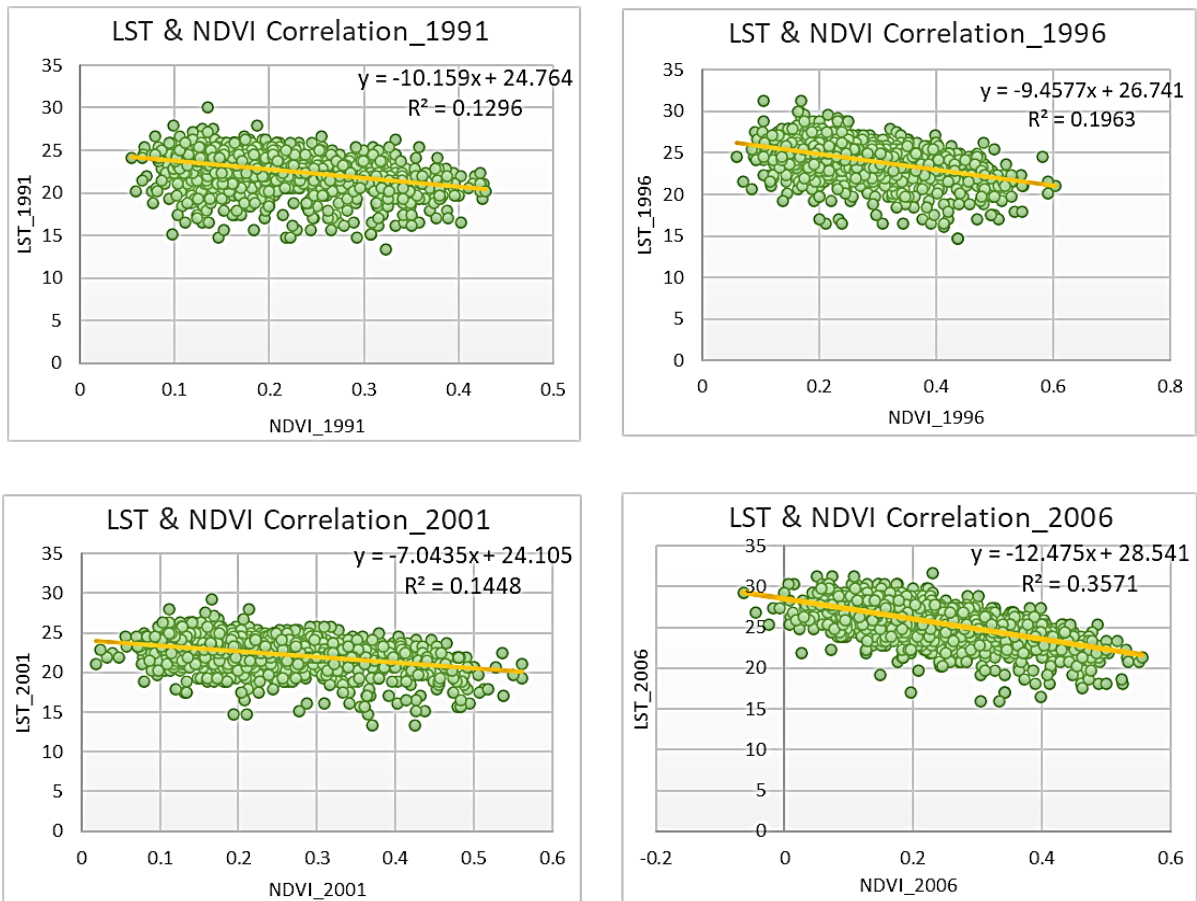 LST & NDVI Correlation_1991
y = -10.159x + 24.764
R² = 0.1296
35
30
25
20
15
10
5
0
LST_1991
0 0.1 0.2 0.3 0.4 0.5
NDVI_1991
LST & NDVI Correlation_1996
y = -9.4577x + 26.741
R² = 0.1963
35
30
25
20
15
10
5
0
LST_1996
0 0.2 0.4 0.6 0.8
NDVI_1996
LST & NDVI Correlation_2001
y = -7.0435x + 24.105
R² = 0.1448
35
30
25
20
15
10
5
0
LST_2001
0 0.1 0.2 0.3 0.4 0.5 0.6
NDVI_2001
LST & NDVI Correlation_2006
y = -12.475x + 28.541
R² = 0.3571
35
30
25
20
15
10
5
0
LST_2006
-0.2 0 0.2 0.4 0.6
NDVI_2006